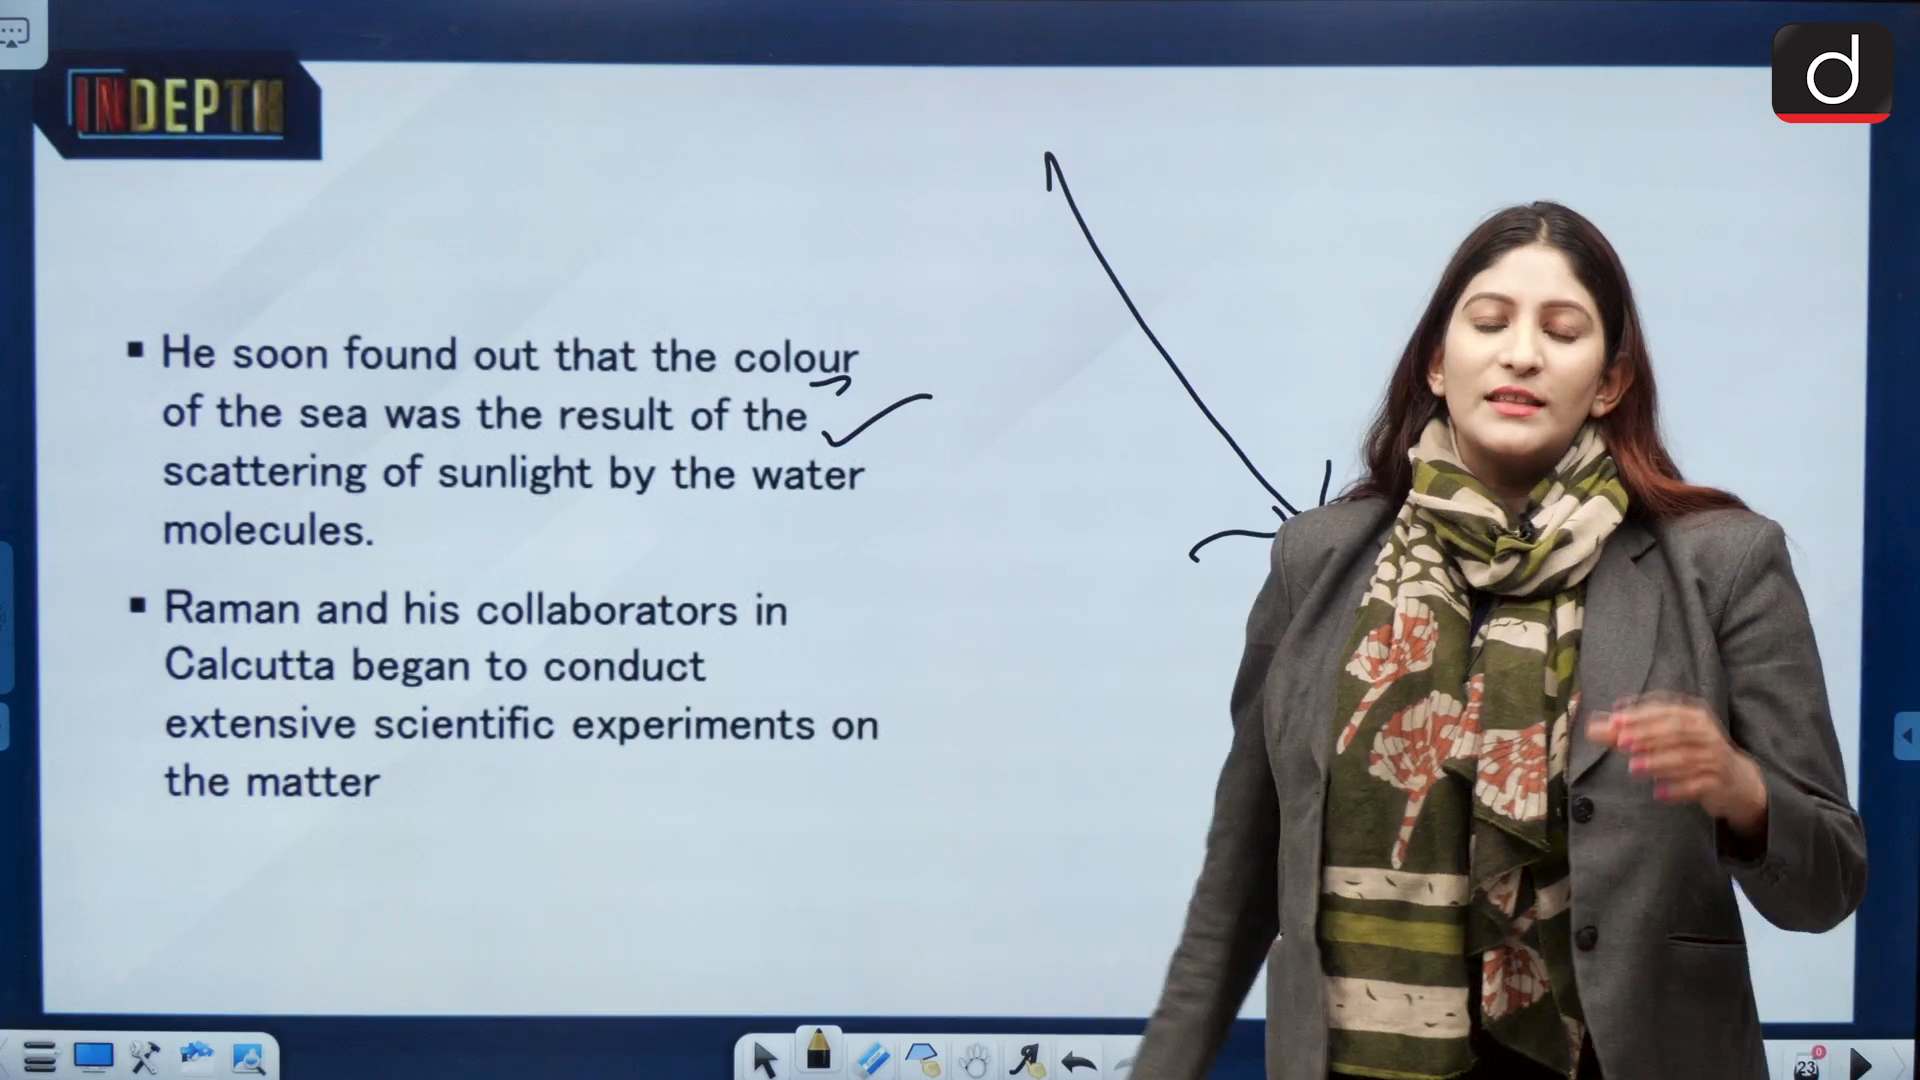 INDEPTH
d
He soon found out that the colour
of the sea was the result of the
scattering of sunlight by the water
molecules.
Raman and his collaborators in
Calcutta began to conduct
extensive scientific experiments on
the matter
23
0